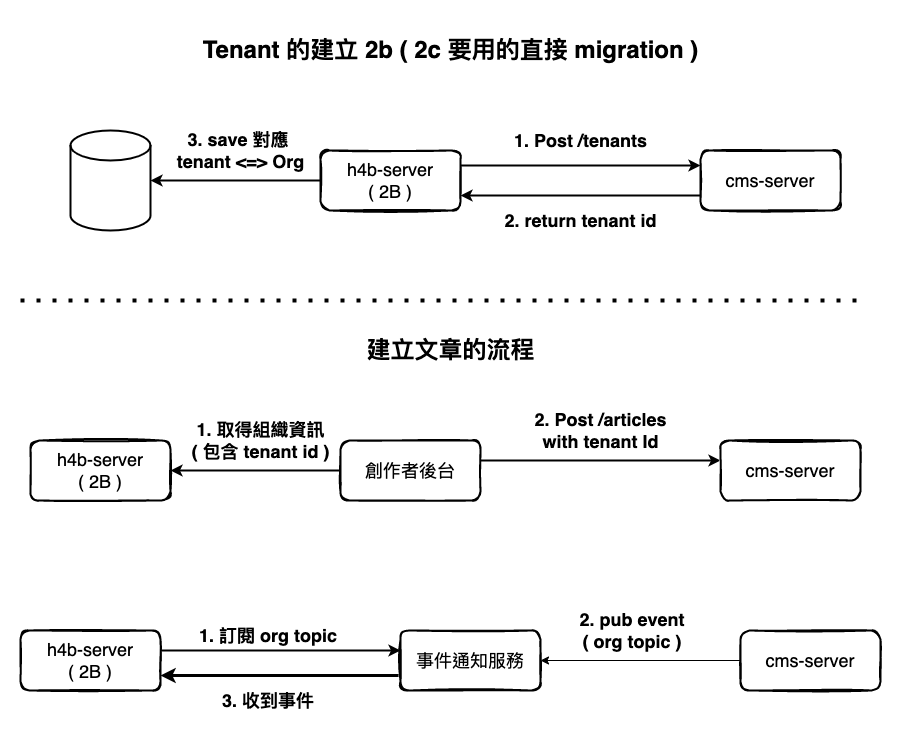 Tenant 的建立 2b ( 2c 要用的直接 migration )
3. save 對應
tenant <=> Org
h4b-server
( 2B )
1. Post /tenants
2. return tenant id
cms-server
建立文章的流程
h4b-server
( 2B )
1. 取得組織資訊
( 包含 tenant id )
創作者後台
2. Post /articles
with tenant Id
cms-server
h4b-server
( 2B )
1. 訂閱 org topic
3. 收到事件
事件通知服務
2. pub event
( org topic )
cms-server